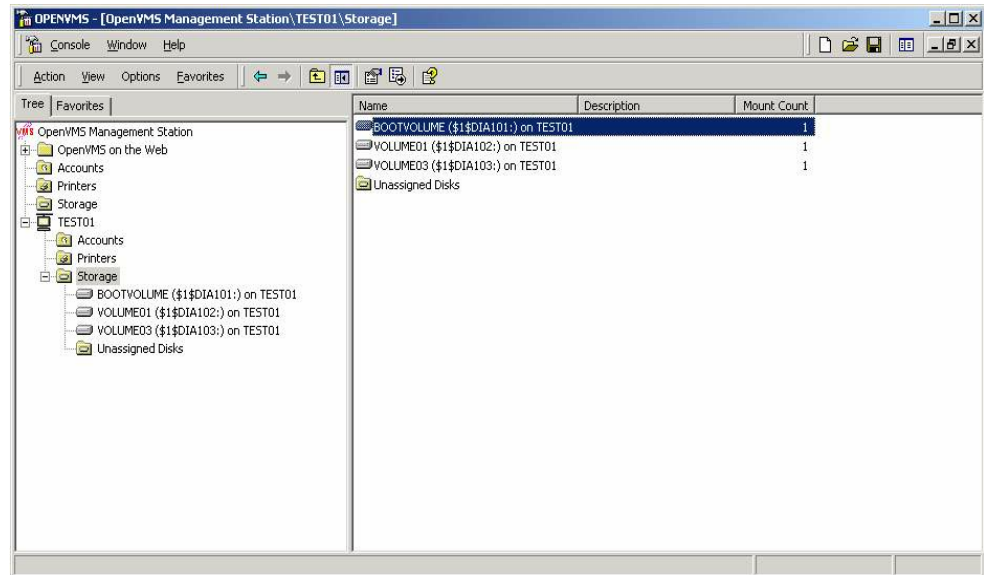 OPENVMS - [OpenVMS Management Station\TEST01\Storage]
Console Window Help
Action View Options Favorites
Tree Favorites
Name Description Mount Count
VMS OpenVMS Management Station
OpenVMS on the Web
Accounts
Printers
Storage
TEST01
Accounts
Printers
Storage
BOOTVOLUME ($1$DIA101:) on TEST01
VOLUME01 ($1$DIA102:) on TEST01
VOLUME03 ($1$DIA103:) on TEST01
Unassigned Disks
BOOTVOLUME ($1$DIA101:) on TEST01 1
VOLUME01 ($1$DIA102:) on TEST01 1
VOLUME03 ($1$DIA103:) on TEST01 1
Unassigned Disks